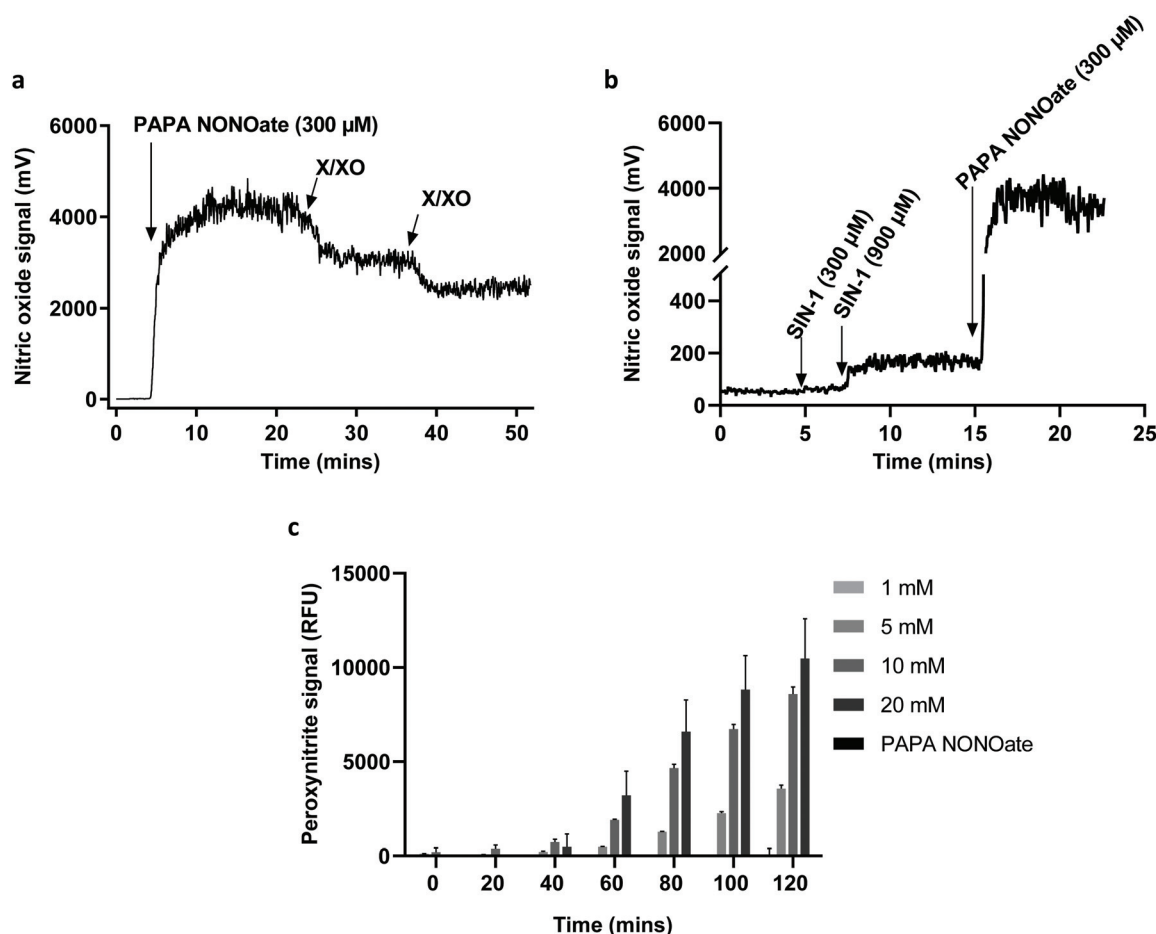 a
PAPA NONOate (300 µM)
X/XO
X/XO
6000
4000
2000
0
Nitric oxide signal (mV)
0
10
20
30
40
50
Time (mins)
b
SIN-1 (300 µM)
SIN-1 (900 µM)
PAPA NONOate (300 µM)
6000
4000
2000
400
200
0
Nitric oxide signal (mV)
0
5
10
15
20
25
Time (mins)
c
15000
10000
5000
0
Peroxynitrite signal (RFU)
0
20
40
60
80
100
120
Time (mins)
1 mM
5 mM
10 mM
20 mM
PAPA NONOate